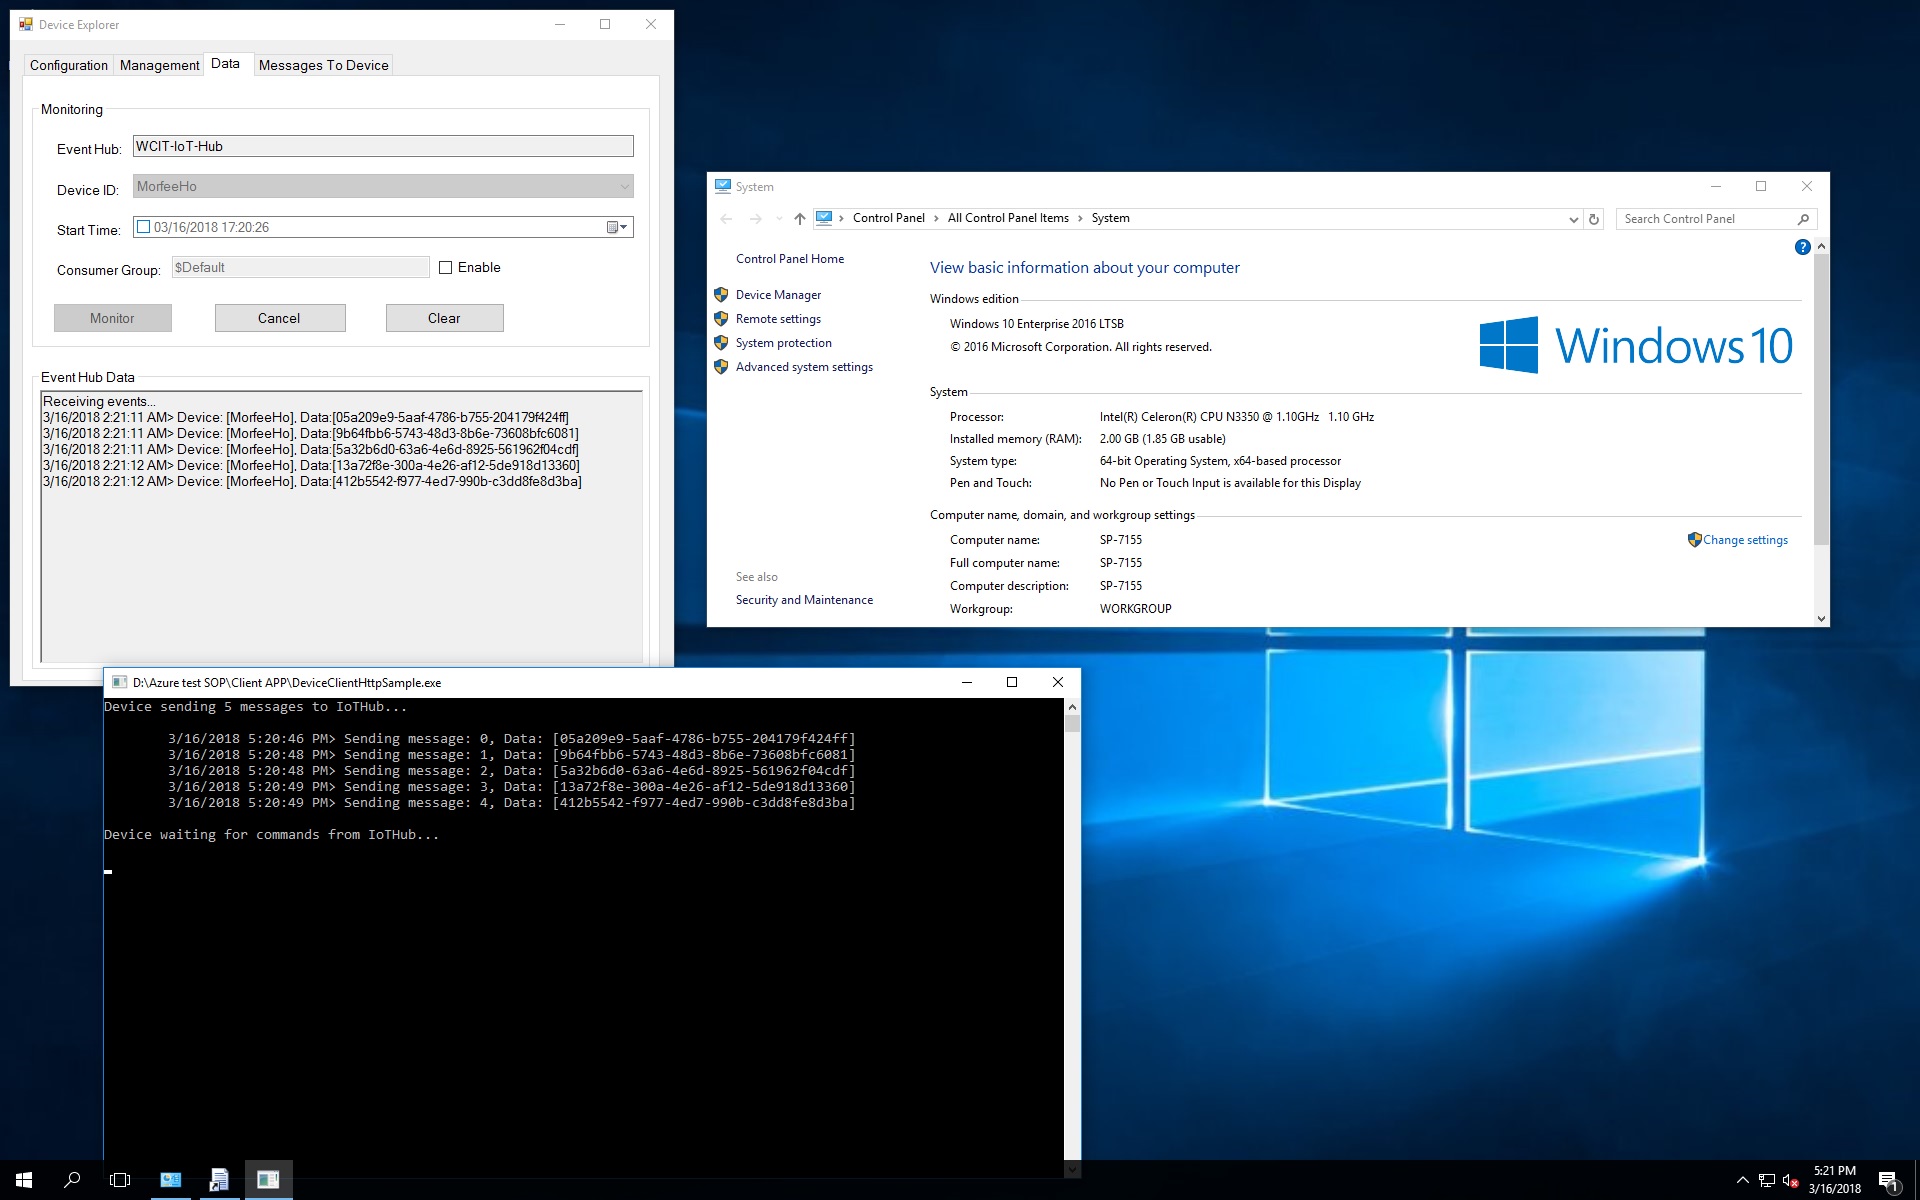 Device Explorer
Configuration Management Data Messages To Device
Monitoring
Event Hub: WCIT-IoT-Hub
Device ID: MorfeeHo
Start Time: 03/16/2018 17:20:26
Consumer Group: $Default Enable
Monitor Cancel Clear
Event Hub Data
Receiving events...
3/16/2018 2:21:11 AM> Device: [MorfeeHo], Data:[05a209e9-5aaf-4786-b755-204179f424ff]
3/16/2018 2:21:11 AM> Device: [MorfeeHo], Data:[9b64fbb6-5743-48d3-8b6e-73608bfc6081]
3/16/2018 2:21:11 AM> Device: [MorfeeHo], Data:[5a32b6d0-63a6-4e6d-8925-561962f04cdf]
3/16/2018 2:21:12 AM> Device: [MorfeeHo], Data:[13a72f8e-300a-4e26-af12-5de918d13360]
3/16/2018 2:21:12 AM> Device: [MorfeeHo], Data:[412b5542-f977-4ed7-990b-c3dd8fe8d3ba]
System
Control Panel > All Control Panel Items > System
Search Control Panel
Control Panel Home
Device Manager
Remote settings
System protection
Advanced system settings
See also
Security and Maintenance
View basic information about your computer
Windows edition
Windows 10 Enterprise 2016 LTSB
© 2016 Microsoft Corporation. All rights reserved.
Windows 10
System
Processor: Intel(R) Celeron(R) CPU N3350 @ 1.10GHz 1.10 GHz
Installed memory (RAM): 2.00 GB (1.85 GB usable)
System type: 64-bit Operating System, x64-based processor
Pen and Touch: No Pen or Touch Input is available for this Display
Computer name, domain, and workgroup settings
Computer name: SP-7155
Change settings
Full computer name: SP-7155
Computer description: SP-7155
Workgroup: WORKGROUP
D:\Azure test SOP\Client APP\DeviceClientHttpSample.exe
Device sending 5 messages to IoTHub...
3/16/2018 5:20:46 PM> Sending message: 0, Data: [05a209e9-5aaf-4786-b755-204179f424ff]
3/16/2018 5:20:48 PM> Sending message: 1, Data: [9b64fbb6-5743-48d3-8b6e-73608bfc6081]
3/16/2018 5:20:48 PM> Sending message: 2, Data: [5a32b6d0-63a6-4e6d-8925-561962f04cdf]
3/16/2018 5:20:49 PM> Sending message: 3, Data: [13a72f8e-300a-4e26-af12-5de918d13360]
3/16/2018 5:20:49 PM> Sending message: 4, Data: [412b5542-f977-4ed7-990b-c3dd8fe8d3ba]
Device waiting for commands from IoTHub...
5:21 PM
3/16/2018
1